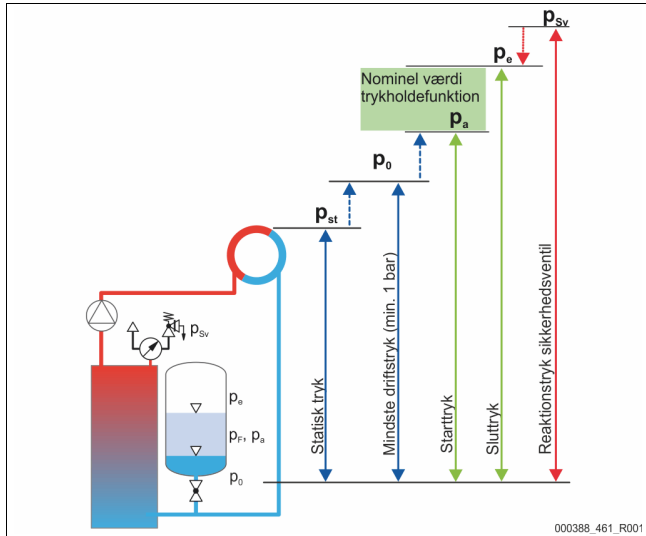 pSv
pe
Nominel værdi
trykholdefunktion
pa
p0
pst
pSv
pe
pF, pa
p0
Statisk tryk
Mindste driftstryk (min. 1 bar)
Starttryk
Sluttryk
Reaktionstryk sikkerhedsventil
000388_461_R001